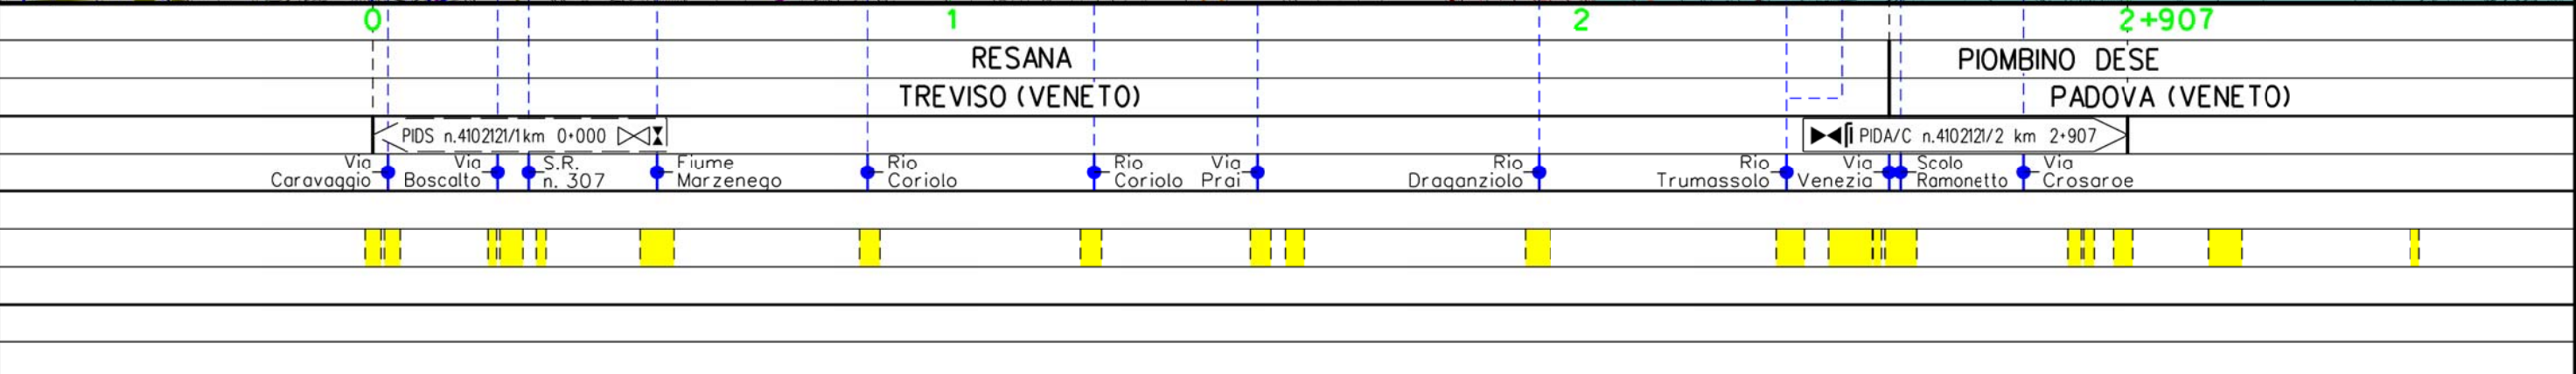 0 1 2 2+907
RESANA PIOMBINO DESE
TREVISO (VENETO) PADOVA (VENETO)
PIDS n.4102121/1 km 0+000 PIDA/C n.4102121/2 km 2+907
Via Caravaggio
Via Boscalto
S.R. n. 307
Fiume Marzenego
Rio Coriolo
Rio Coriolo
Via Prai
Rio Draganziolo
Rio Trumassolo
Via Venezia
Scolo Ramonetto
Via Crosaroe